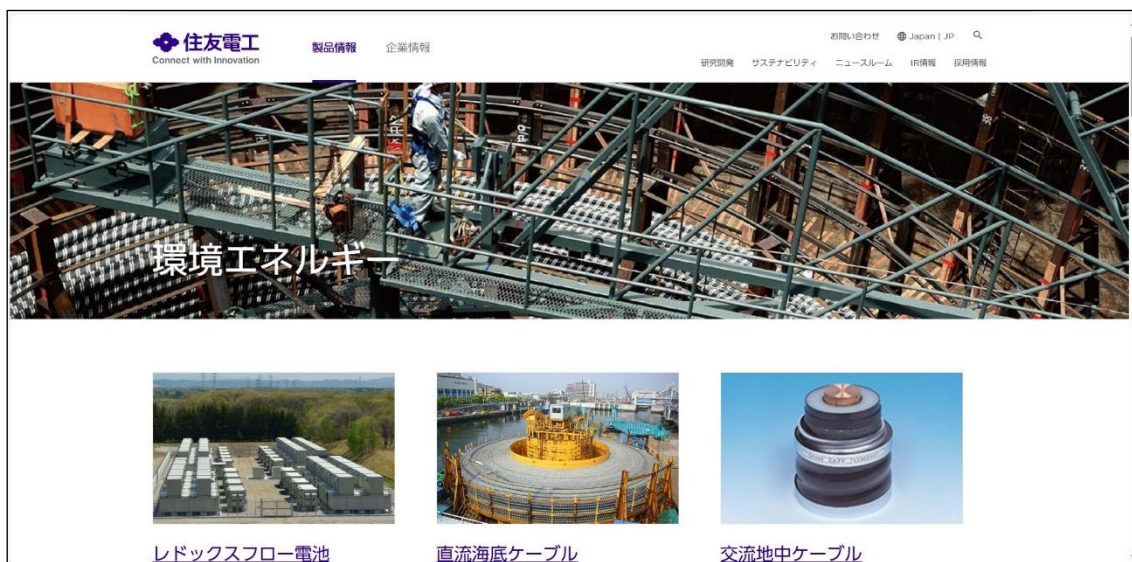 住友電工
Connect with Innovation
製品情報
企業情報
お問い合わせ
Japan | JP
研究開発
サステナビリティ
ニュースルーム
IR情報
採用情報
環境エネルギー
レドックスフロー電池
直流海底ケーブル
交流地中ケーブル